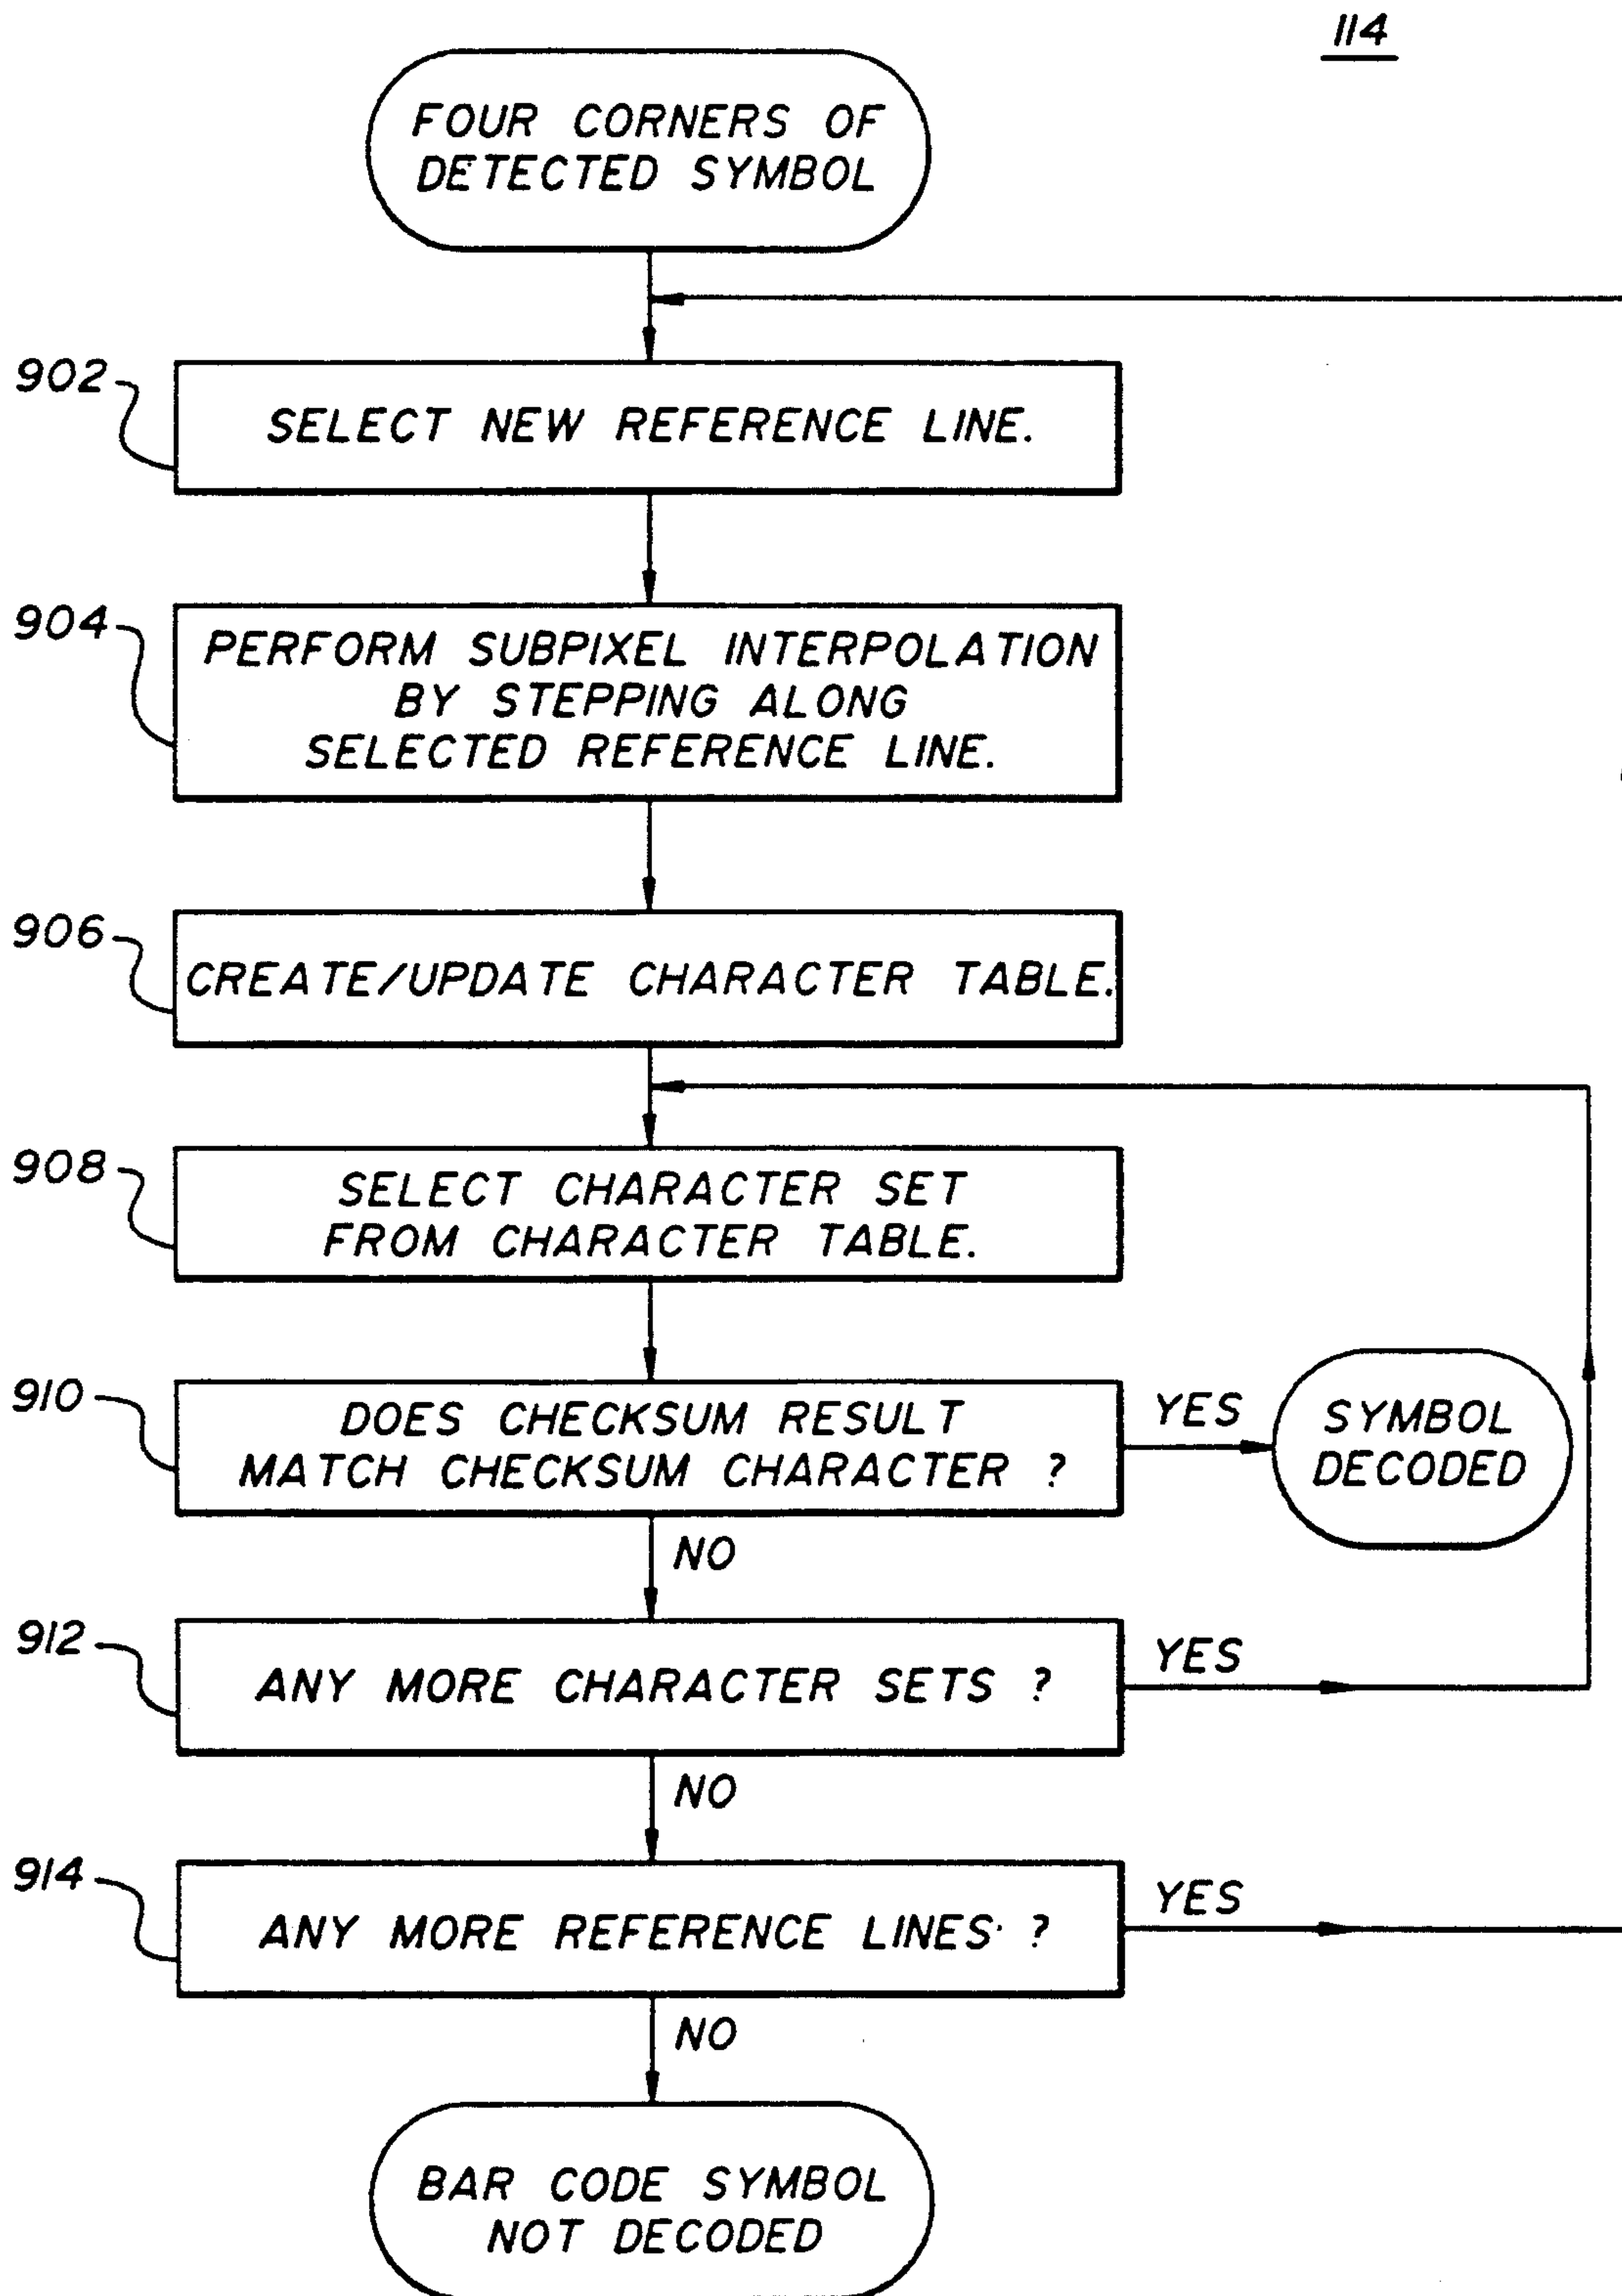 114
FOUR CORNERS OF
DETECTED SYMBOL
902
SELECT NEW REFERENCE LINE.
904
PERFORM SUBPIXEL INTERPOLATION
BY STEPPING ALONG
SELECTED REFERENCE LINE.
906
CREATE/UPDATE CHARACTER TABLE.
908
SELECT CHARACTER SET
FROM CHARACTER TABLE.
910
DOES CHECKSUM RESULT
MATCH CHECKSUM CHARACTER ?
YES
SYMBOL
DECODED
NO
912
ANY MORE CHARACTER SETS ?
YES
NO
914
ANY MORE REFERENCE LINES ?
YES
NO
BAR CODE SYMBOL
NOT DECODED